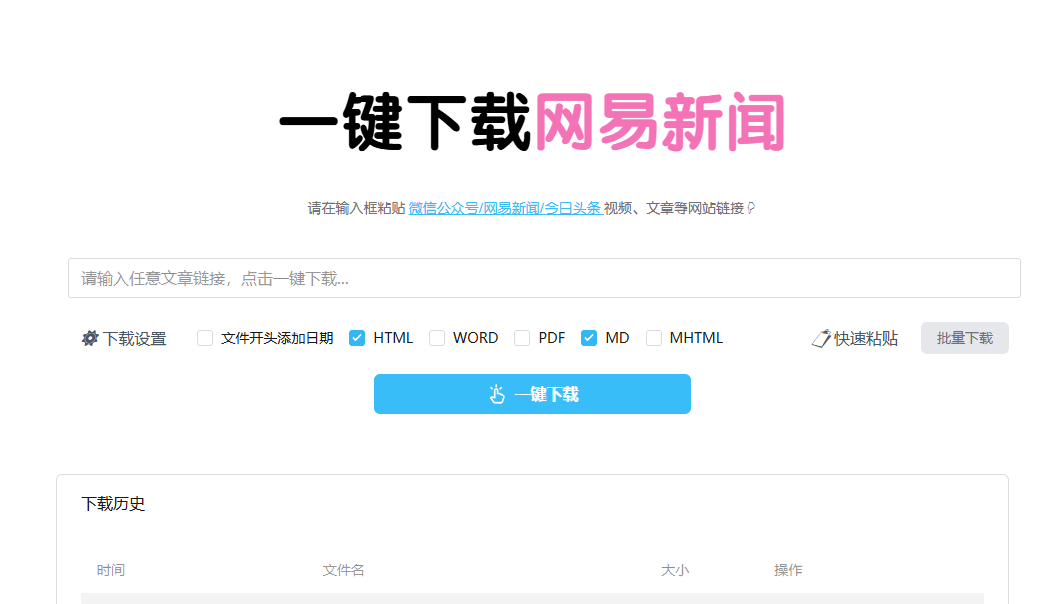 一键下载网易新闻
请在输入框粘贴 微信公众号/网易新闻/今日头条 视频、文章等网站链接
请输入任意文章链接，点击一键下载...
下载设置 文件开头添加日期 HTML WORD PDF MD MHTML 快速粘贴 批量下载
一键下载
下载历史
时间 文件名 大小 操作